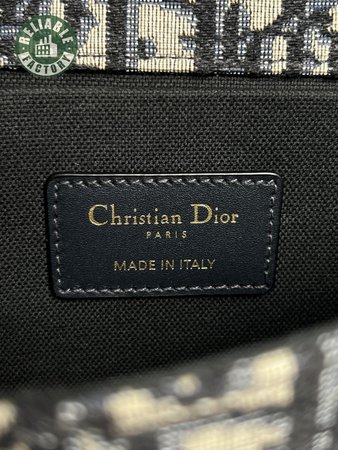 RELIABLE
FACTORY
Christian Dior
PARIS
MADE IN ITALY